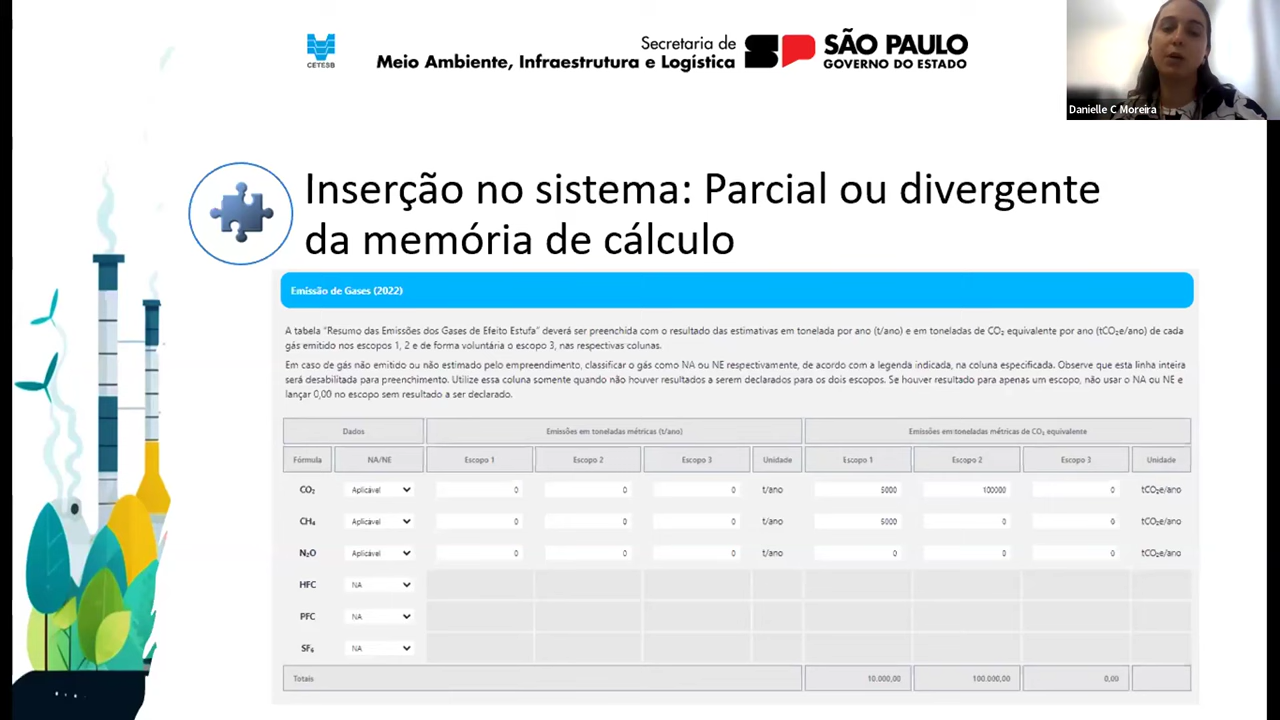 CETESB
Secretaria de
Meio Ambiente, Infraestrutura e Logística
SP
SÃO PAULO
GOVERNO DO ESTADO
Danielle C Moreira
Inserção no sistema: Parcial ou divergente
da memória de cálculo
Emissão de Gases (2022)
A tabela "Resumo das Emissões dos Gases de Efeito Estufa" deverá ser preenchida com o resultado das estimativas em tonelada por ano (t/ano) e em toneladas de CO₂ equivalente por ano (tCO₂e/ano) de cada
gás emitido nos escopos 1, 2 e de forma voluntária o escopo 3, nas respectivas colunas.
Em caso de gás não emitido ou não estimado pelo empreendimento, classificar o gás como NA ou NE respectivamente, de acordo com a legenda indicada, na coluna especificada. Observe que esta linha inteira
será desabilitada para preenchimento. Utilize essa coluna somente quando não houver resultados a serem declarados para os dois escopos. Se houver resultado para apenas um escopo, não usar o NA ou NE e
lançar 0,00 no escopo sem resultado a ser declarado.
Dados Emissões em toneladas métricas (t/ano) Emissões em toneladas métricas de CO₂ equivalente
Fórmula NA/NE Escopo 1 Escopo 2 Escopo 3 Unidade Escopo 1 Escopo 2 Escopo 3 Unidade
CO₂ Aplicável 0 0 0 t/ano 5000 100000 0 tCO₂e/ano
CH₄ Aplicável 0 0 0 t/ano 5000 0 0 tCO₂e/ano
N₂O Aplicável 0 0 0 t/ano 0 0 0 tCO₂e/ano
HFC NA
PFC NA
SF₆ NA
Totais 10.000,00 100.000,00 0,00